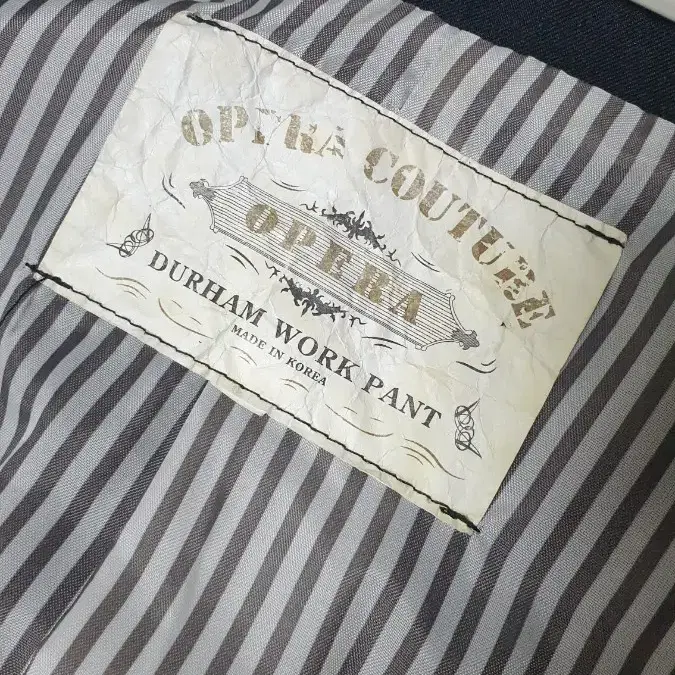 OPERA COUTURE
OPERA
DURHAM WORK PANT
MADE IN KOREA